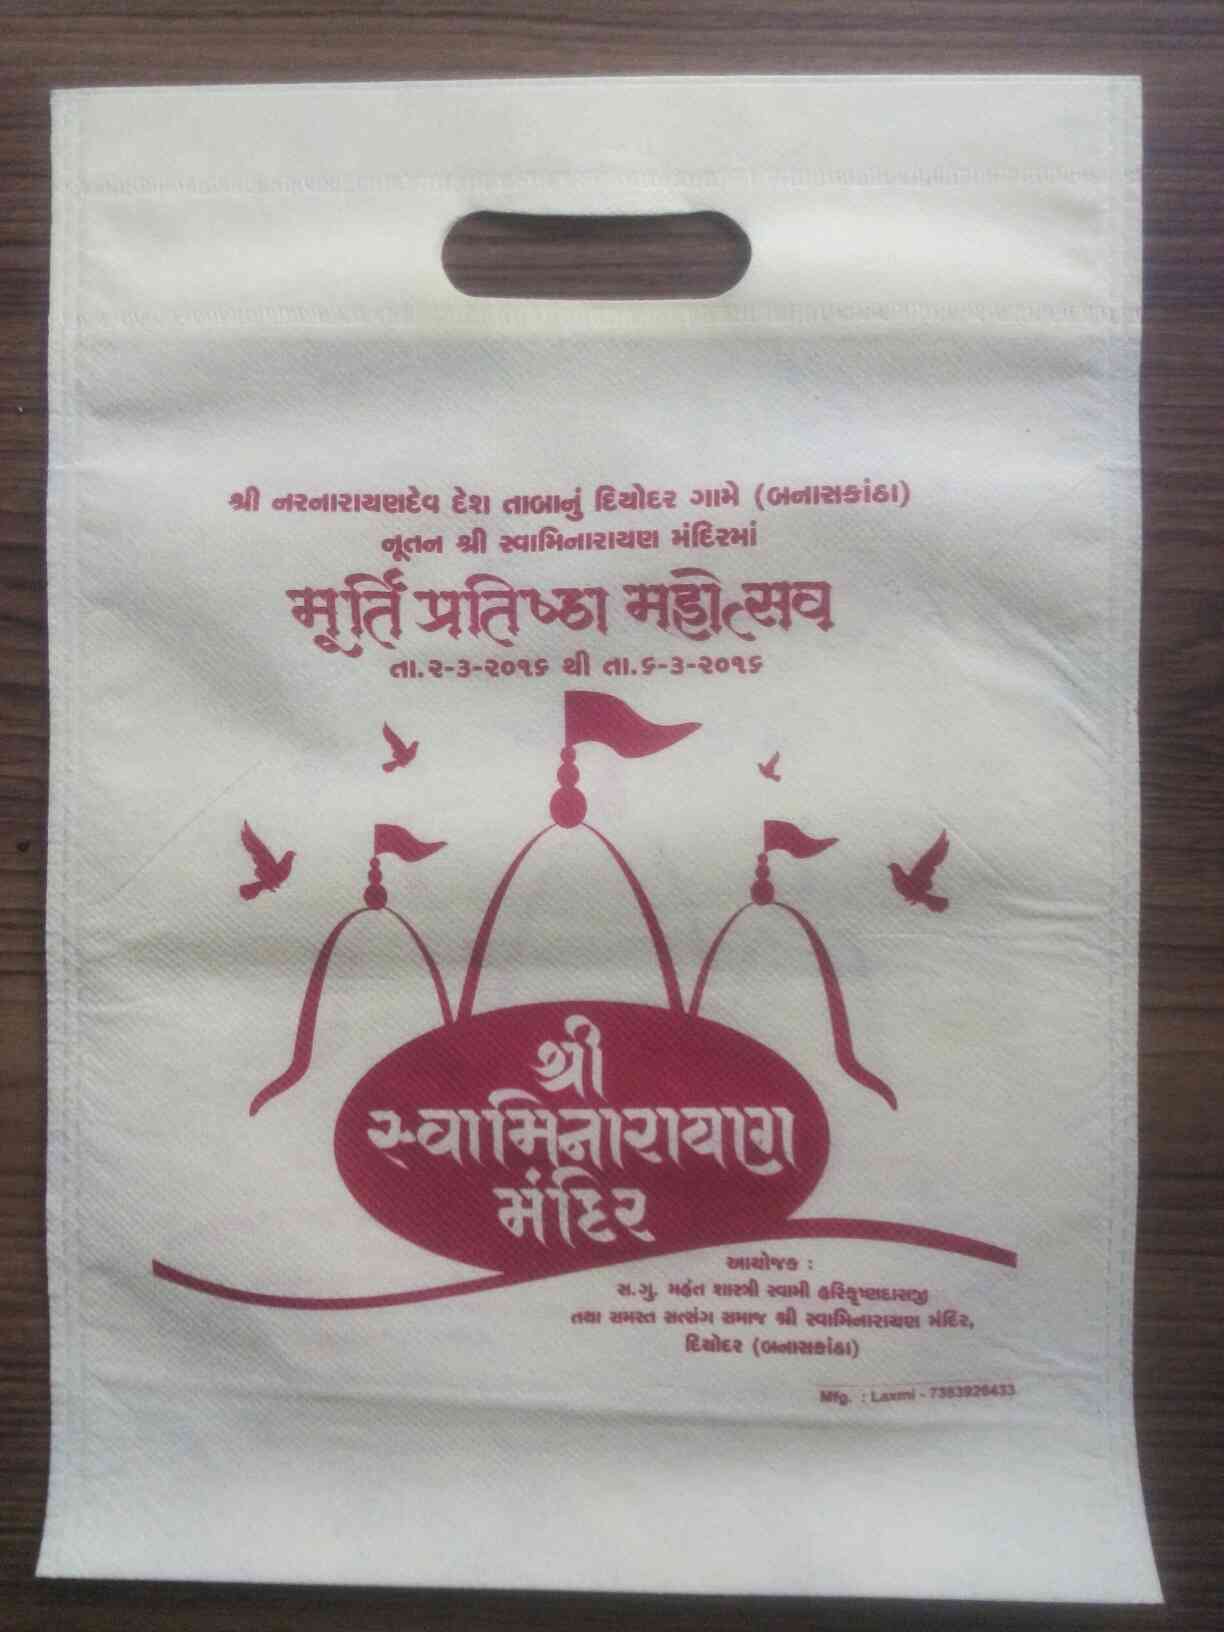 શ્રી નરનારાયણદેવ દેશ તાબાનું દિયોદર ગામે (બનાસકાંઠા)
નૂતન શ્રી સ્વામિનારાયણ મંદિરમાં
મૂર્તિ પ્રતિષ્ઠા મહોત્સવ
તા.૨-૩-૨૦૧૬ થી તા.૬-૩-૨૦૧૬
શ્રી
સ્વામિનારાયણ
મંદિર
આયોજક :
સ.ગુ. મહંત શાસ્ત્રી સ્વામી હરિકૃષ્ણદાસજી
તથા સમસ્ત સત્સંગ સમાજ શ્રી સ્વામિનારાયણ મંદિર,
દિયોદર (બનાસકાંઠા)
Mfg. : Laxmi - 7383926433